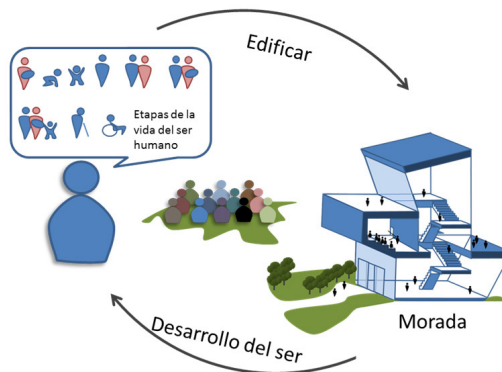 Edificar
Etapas de la
vida del ser
humano
Morada
Desarrollo del ser